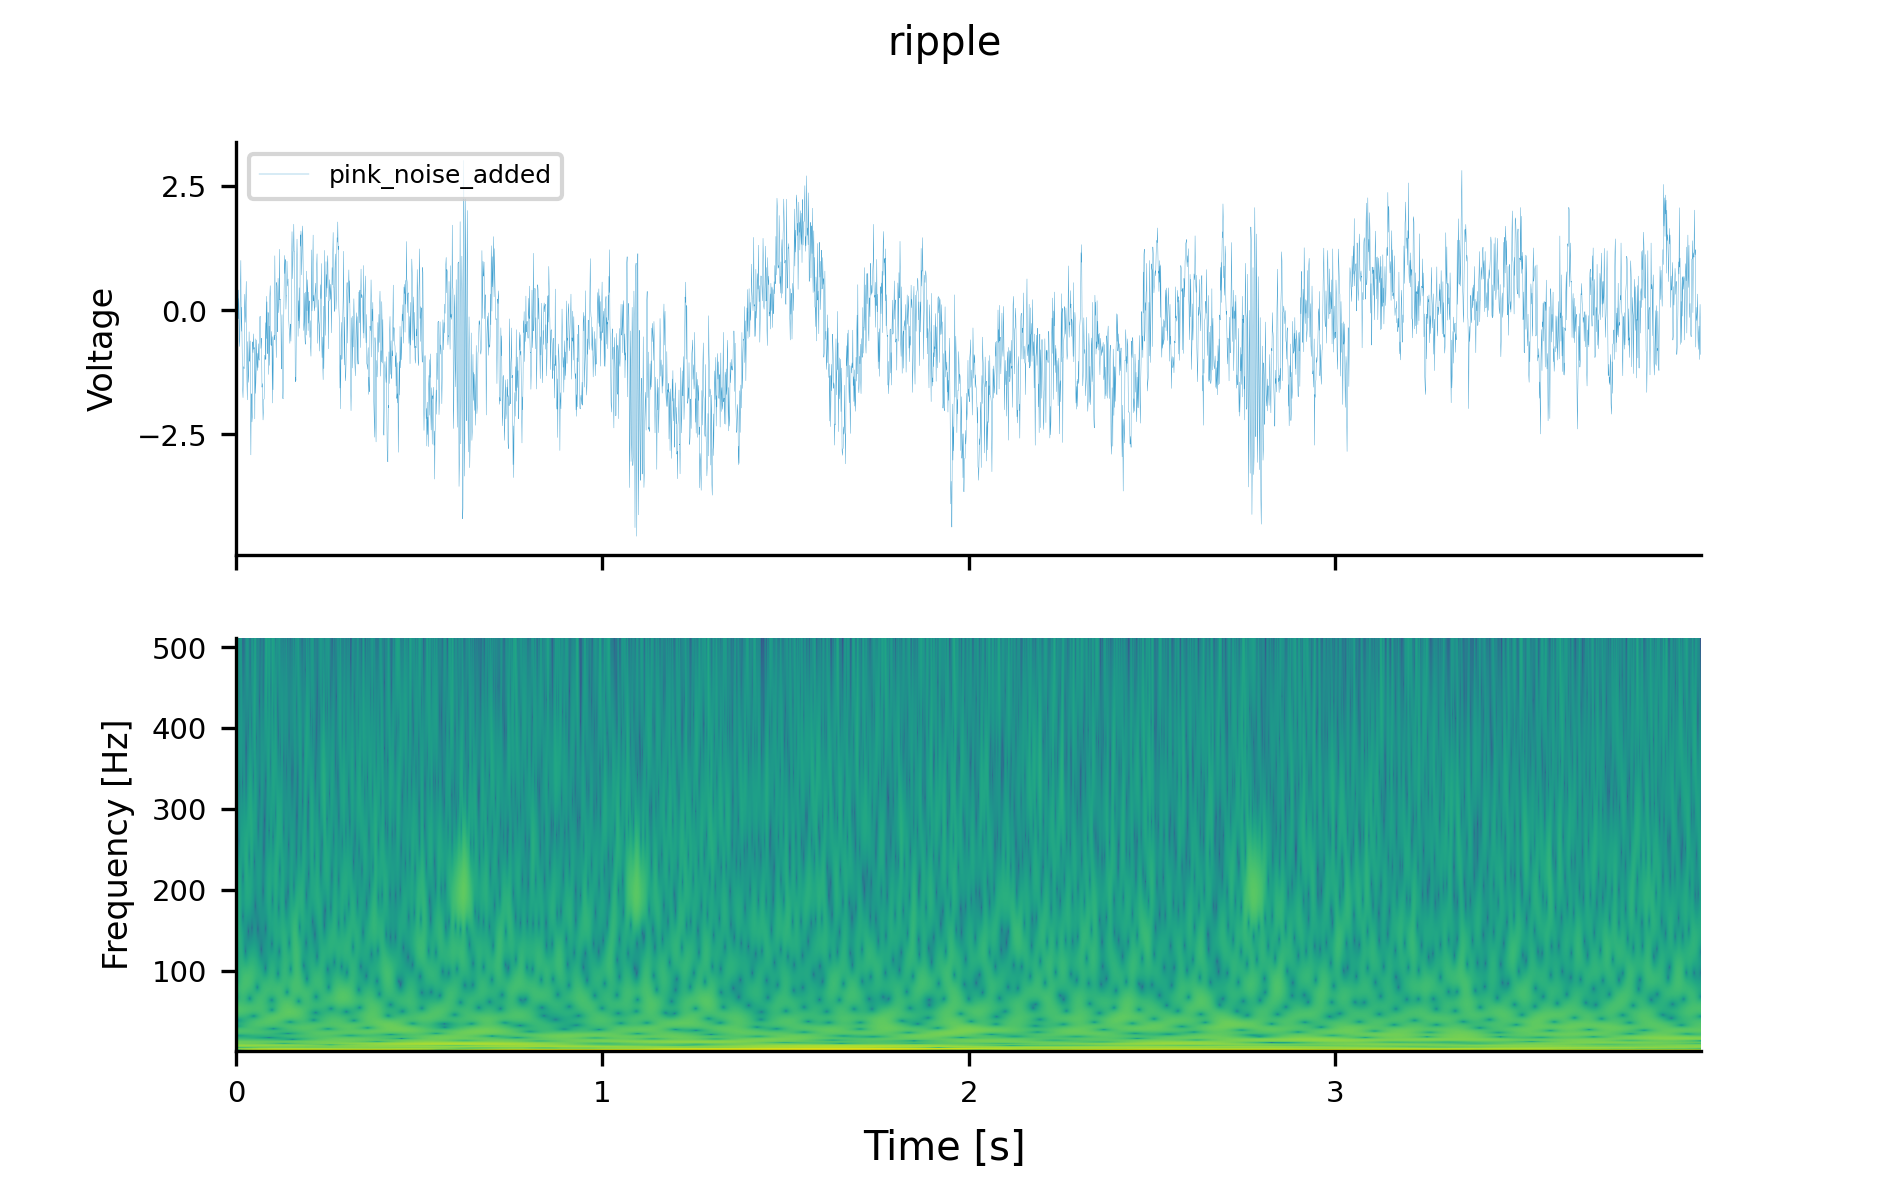 ripple
pink_noise_added
2.5
0.0
−2.5
Voltage
500
400
300
200
100
Frequency [Hz]
0 1 2 3
Time [s]